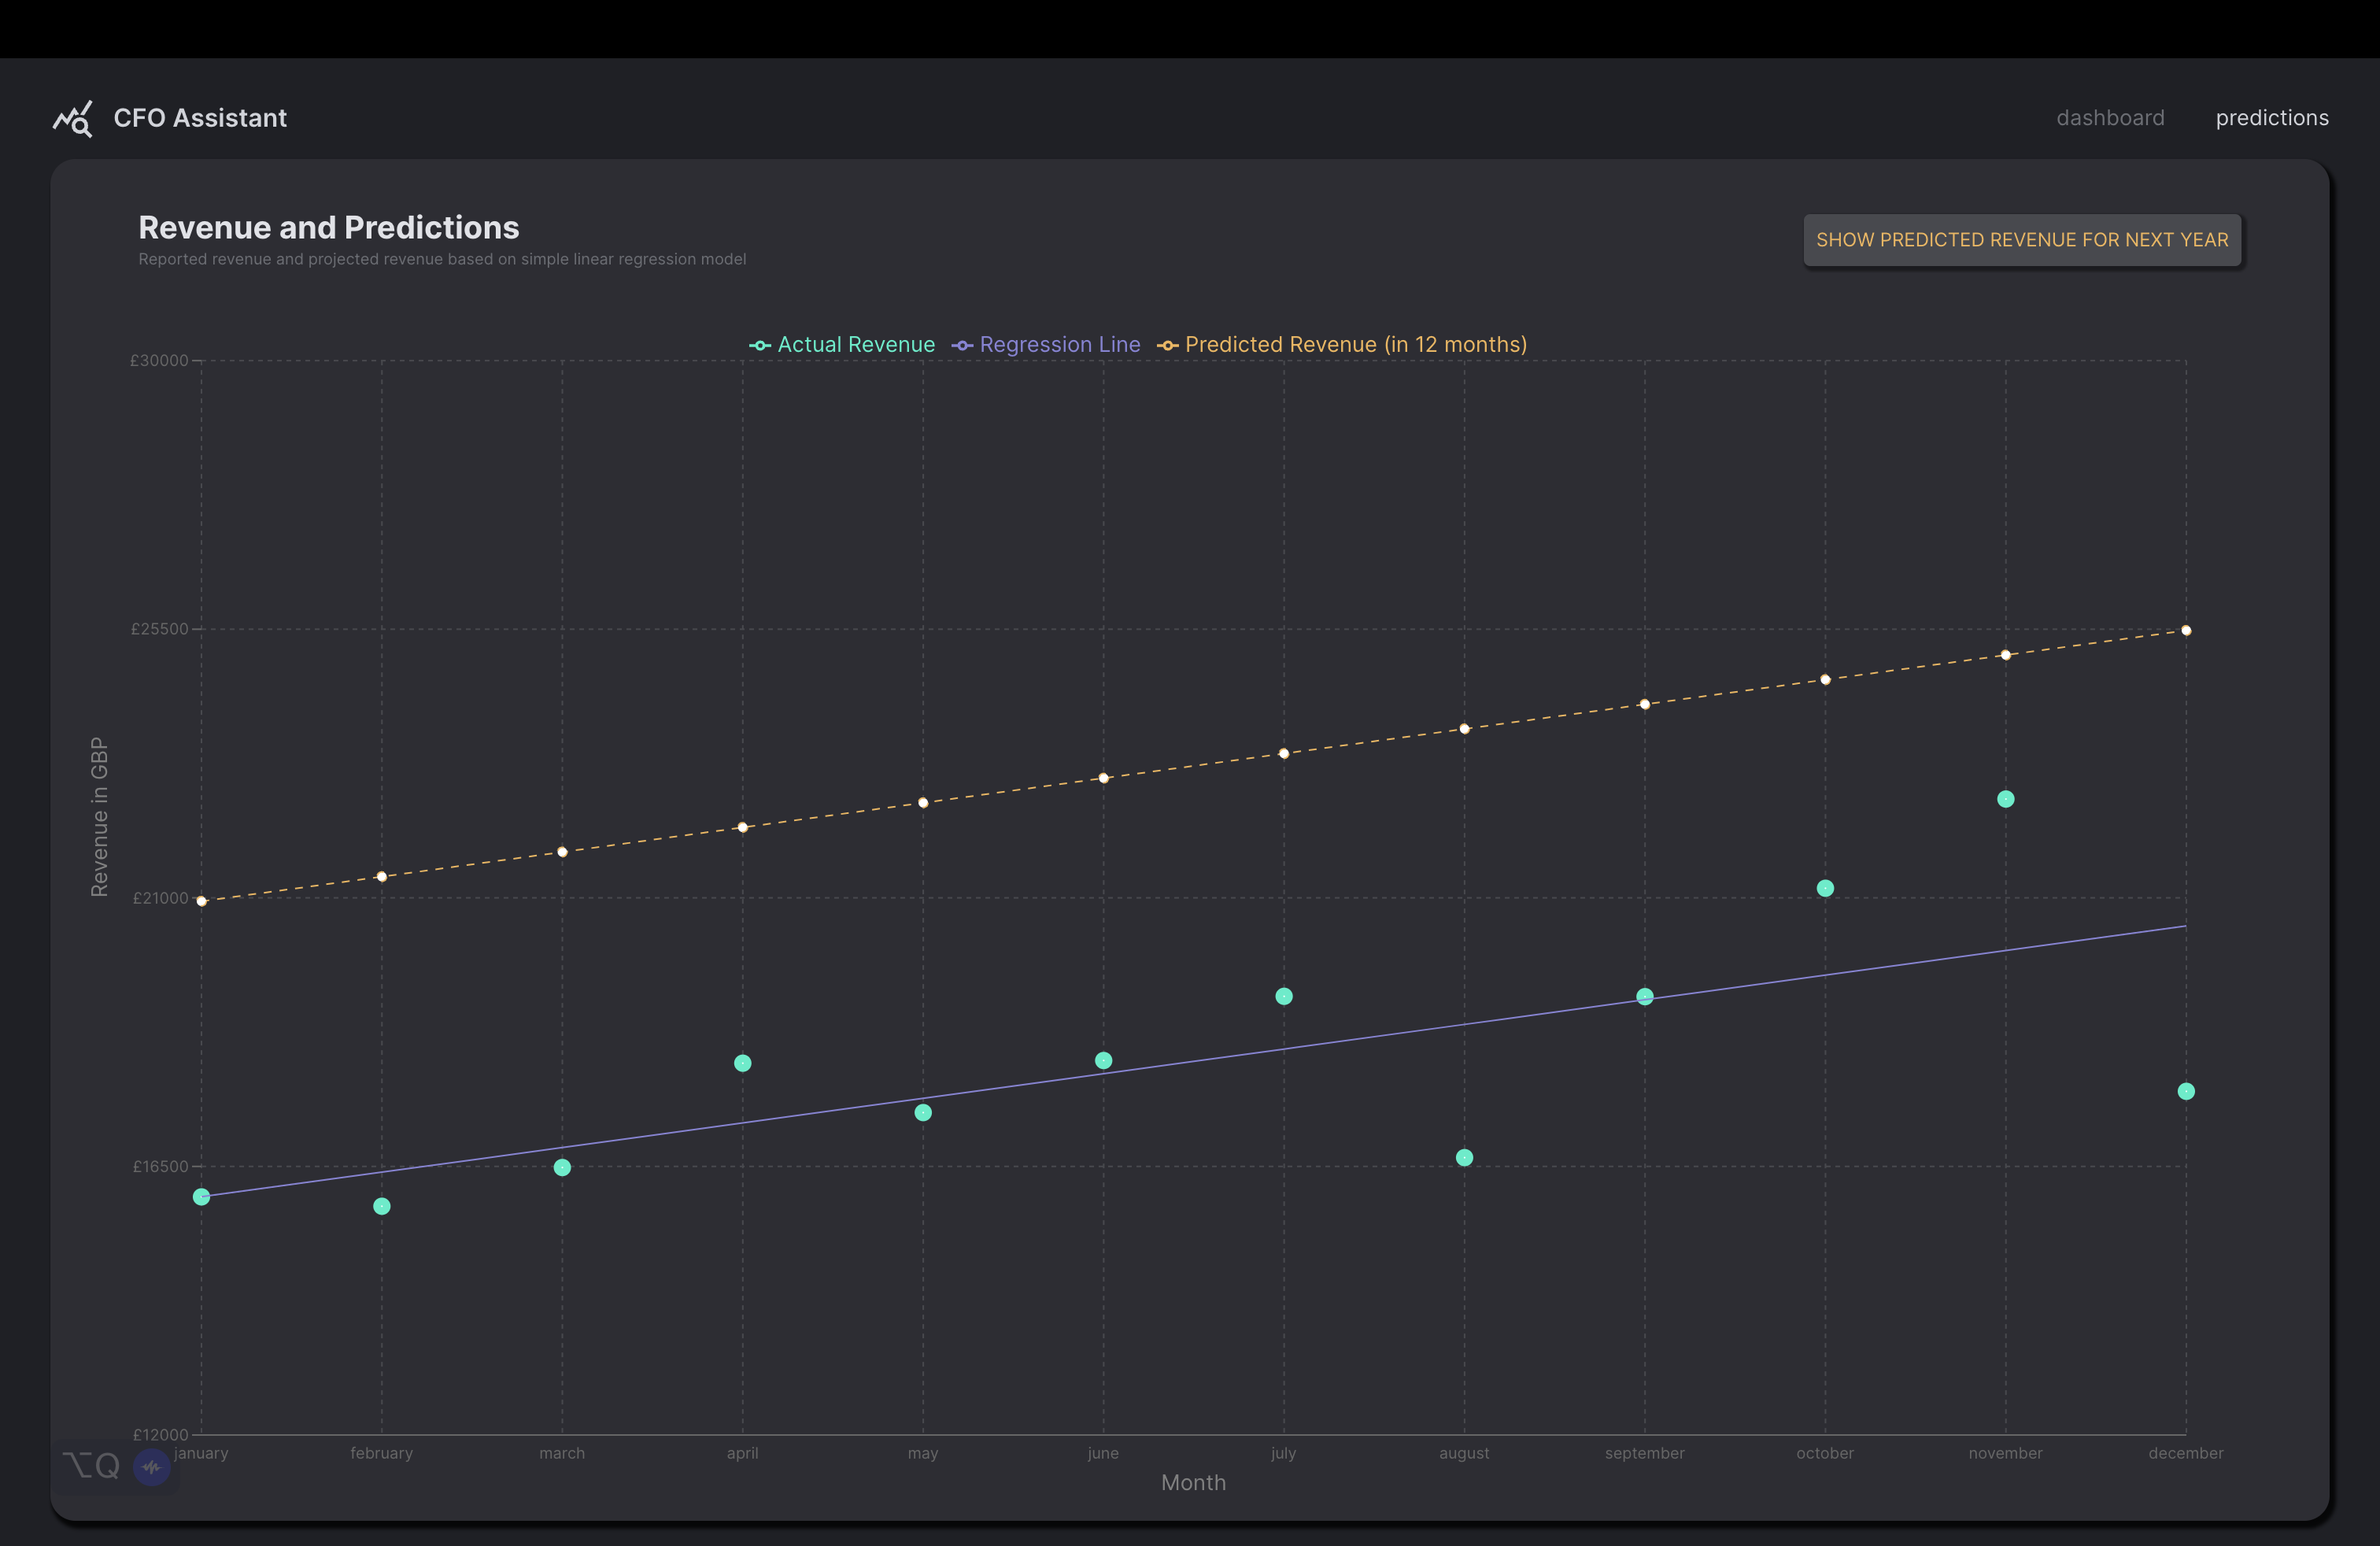 CFO Assistant
dashboard
predictions
Revenue and Predictions
Reported revenue and projected revenue based on simple linear regression model
SHOW PREDICTED REVENUE FOR NEXT YEAR
Actual Revenue
Regression Line
Predicted Revenue (in 12 months)
£30000
£25500
£21000
£16500
£12000
Revenue in GBP
january
february
march
april
may
june
july
august
september
october
november
december
Month
⌥Q